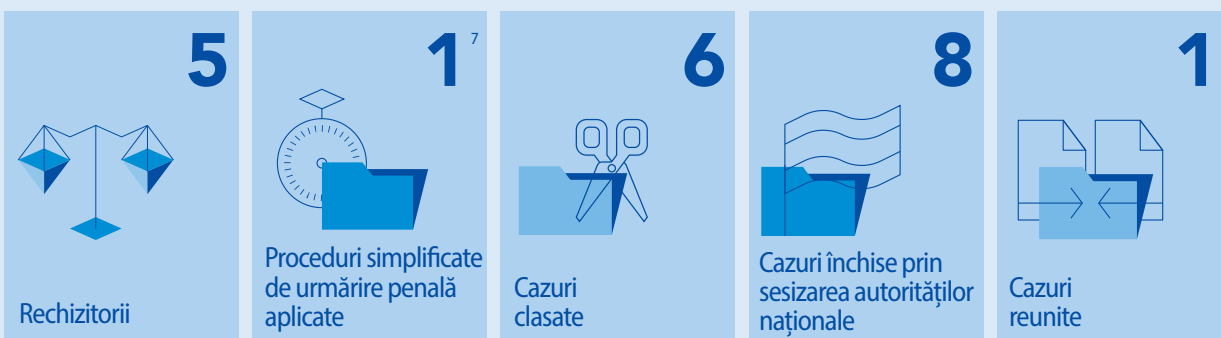 5
Rechizitorii
1 7
Proceduri simplificate
de urmărire penală
aplicate
6
Cazuri
clasate
8
Cazuri închise prin
sesizarea autorităților
naționale
1
Cazuri
reunite